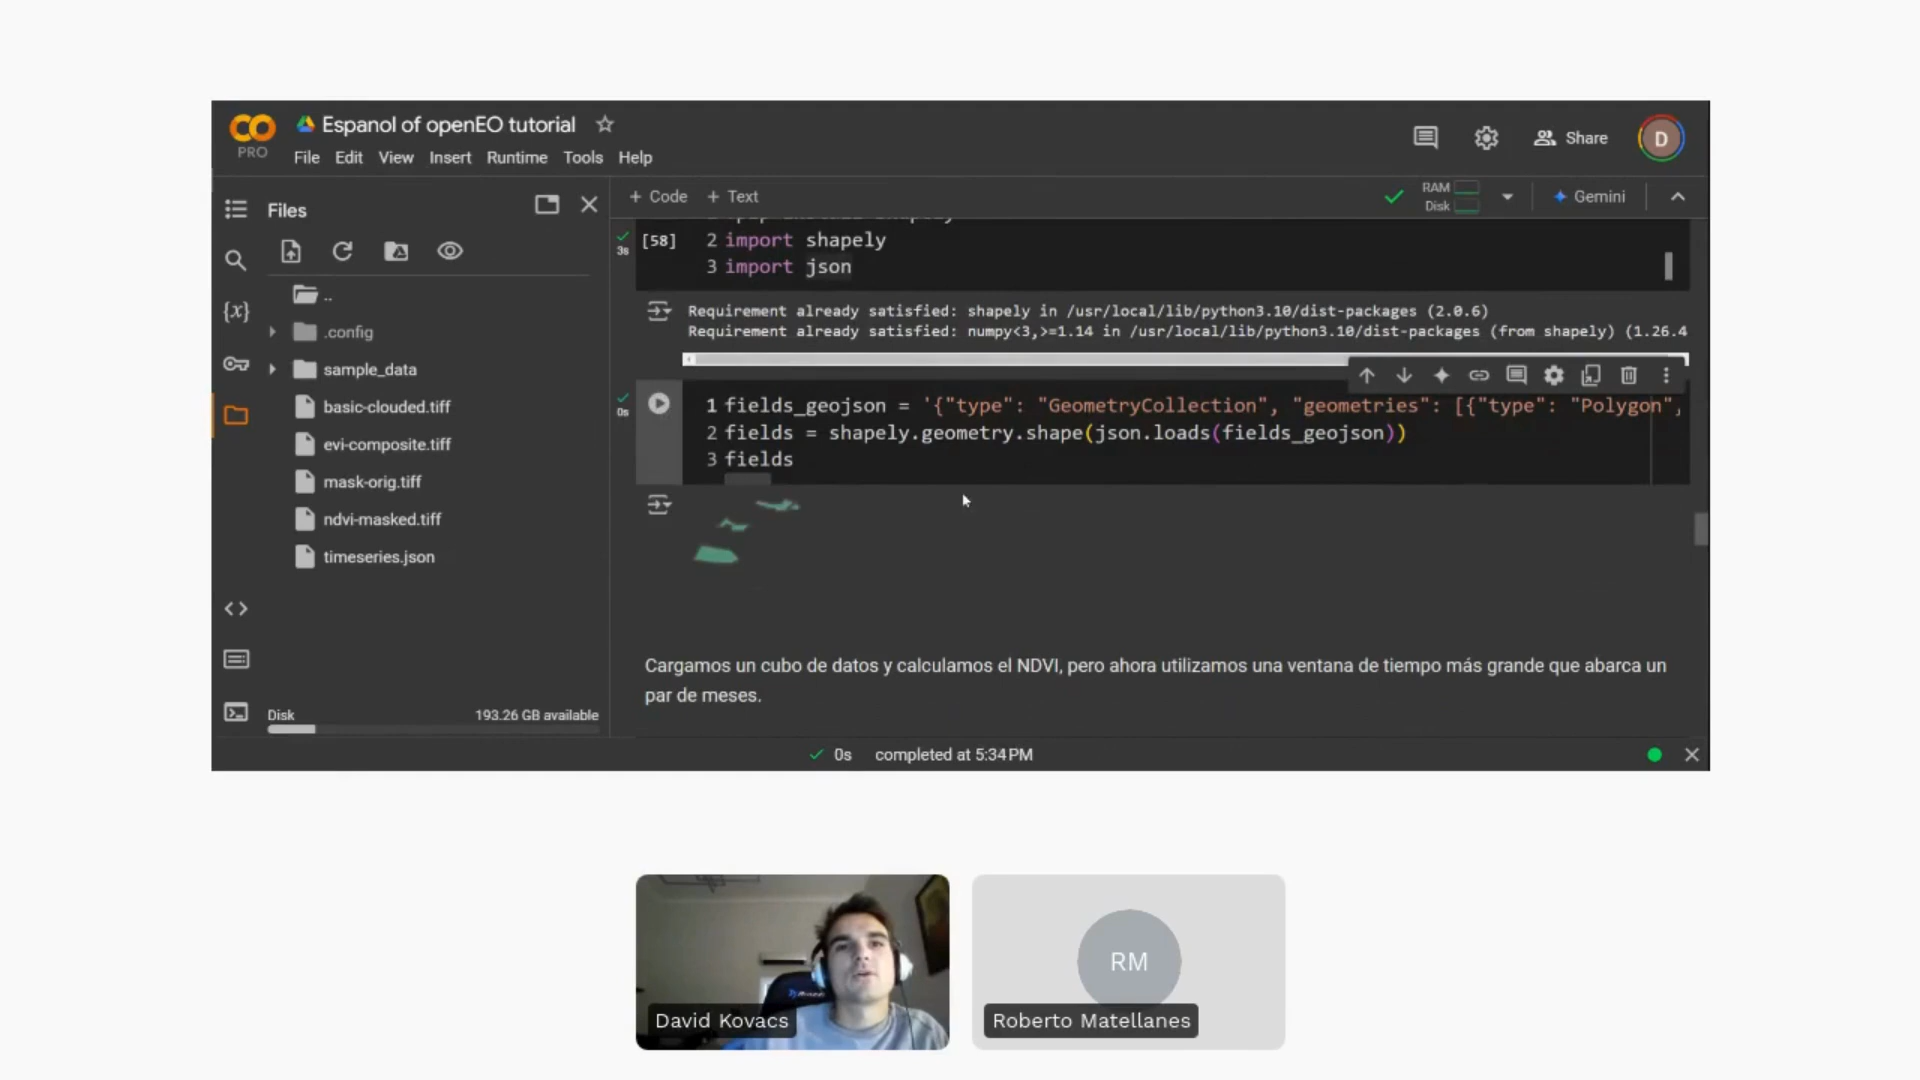 PRO
Espanol of openEO tutorial
File Edit View Insert Runtime Tools Help
Share
D
Files
+ Code + Text
RAM
Disk
Gemini
..
.config
sample_data
basic-clouded.tiff
evi-composite.tiff
mask-orig.tiff
ndvi-masked.tiff
timeseries.json
{x}
Disk 193.26 GB available
3s
[58]
2 import shapely
3 import json
Requirement already satisfied: shapely in /usr/local/lib/python3.10/dist-packages (2.0.6)
Requirement already satisfied: numpy<3,>=1.14 in /usr/local/lib/python3.10/dist-packages (from shapely) (1.26.4
0s
1 fields_geojson = '{"type": "GeometryCollection", "geometries": [{"type": "Polygon",
2 fields = shapely.geometry.shape(json.loads(fields_geojson))
3 fields
Cargamos un cubo de datos y calculamos el NDVI, pero ahora utilizamos una ventana de tiempo más grande que abarca un
par de meses.
0s completed at 5:34 PM
David Kovacs
RM
Roberto Matellanes